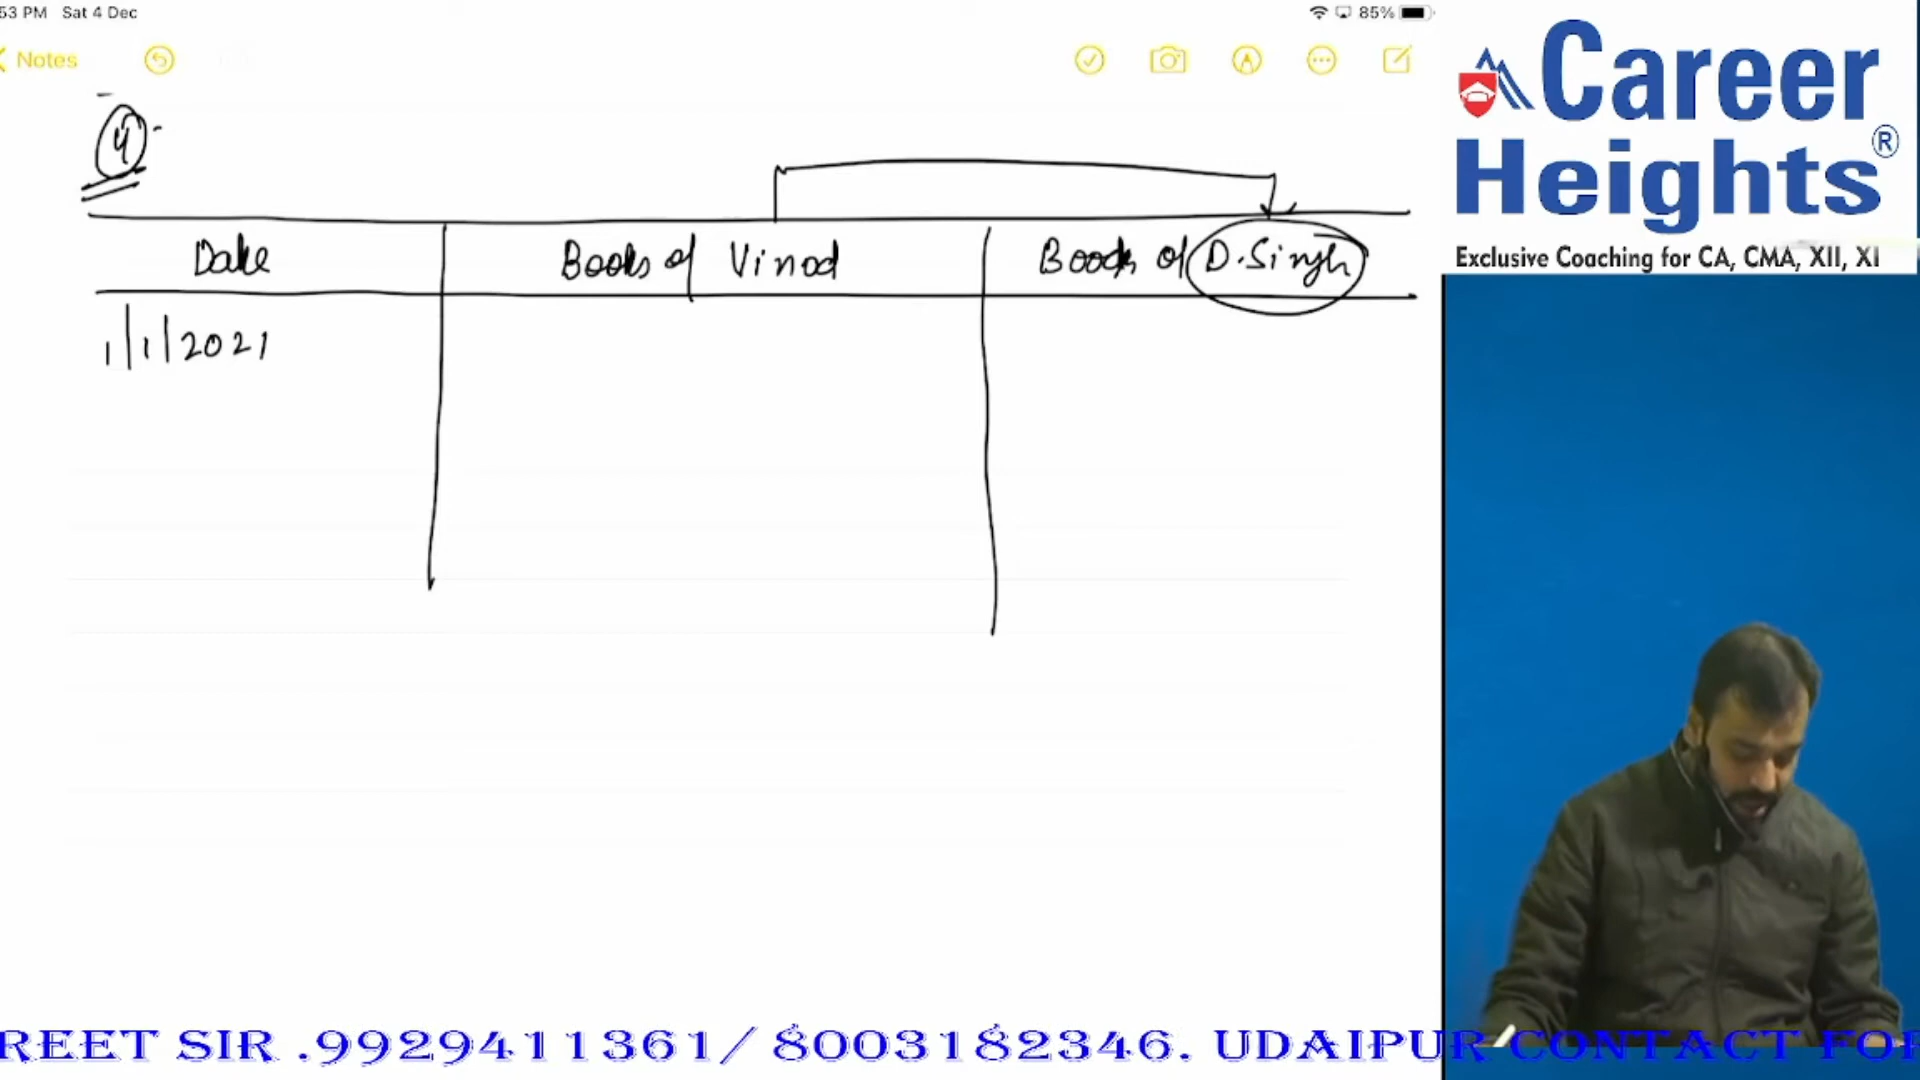 53 PM Sat 4 Dec
85%
Notes
4
Date Books of Vinod Books of D.Singh
1/1/2021
Career
Heights®
Exclusive Coaching for CA, CMA, XII, XI
REET SIR .9929411361/ 8003182346. UDAIPUR CONTACT FO